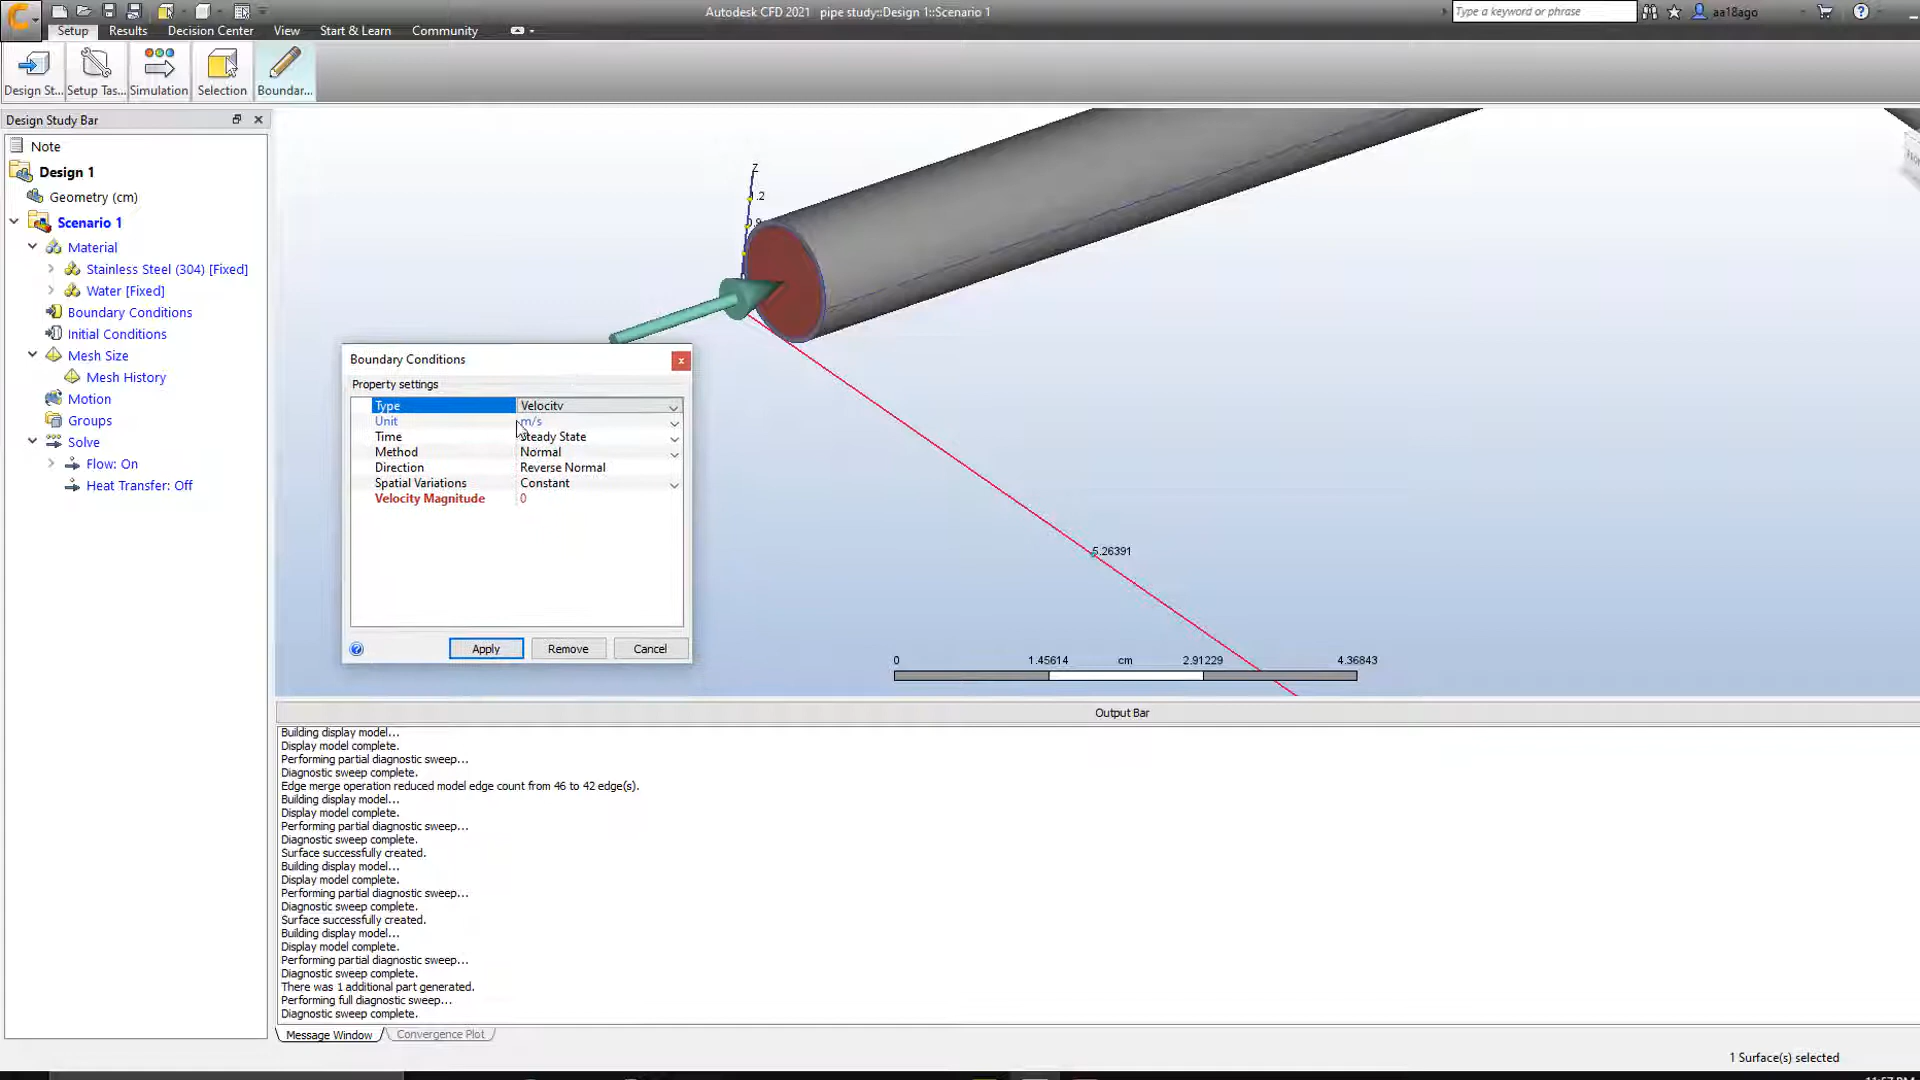 Autodesk CFD 2021 pipe study::Design 1::Scenario 1
Type a keyword or phrase
aa18ago
Setup
Results
Decision Center
View
Start & Learn
Community
Design St...
Setup Tas...
Simulation
Selection
Boundar...
Design Study Bar
Note
Design 1
Geometry (cm)
Scenario 1
Material
Stainless Steel (304) [Fixed]
Water [Fixed]
Boundary Conditions
Initial Conditions
Mesh Size
Mesh History
Motion
Groups
Solve
Flow: On
Heat Transfer: Off
Z
1.2
Boundary Conditions
Property settings
Type Velocity
Unit m/s
Time Steady State
Method Normal
Direction Reverse Normal
Spatial Variations Constant
Velocity Magnitude 0
Apply
Remove
Cancel
5.26391
0 1.45614 cm 2.91229 4.36843
Output Bar
Building display model...
Display model complete.
Performing partial diagnostic sweep...
Diagnostic sweep complete.
Edge merge operation reduced model edge count from 46 to 42 edge(s).
Building display model...
Display model complete.
Performing partial diagnostic sweep...
Diagnostic sweep complete.
Surface successfully created.
Building display model...
Display model complete.
Performing partial diagnostic sweep...
Diagnostic sweep complete.
Surface successfully created.
Building display model...
Display model complete.
Performing partial diagnostic sweep...
Diagnostic sweep complete.
There was 1 additional part generated.
Performing full diagnostic sweep...
Diagnostic sweep complete.
Message Window
Convergence Plot
1 Surface(s) selected